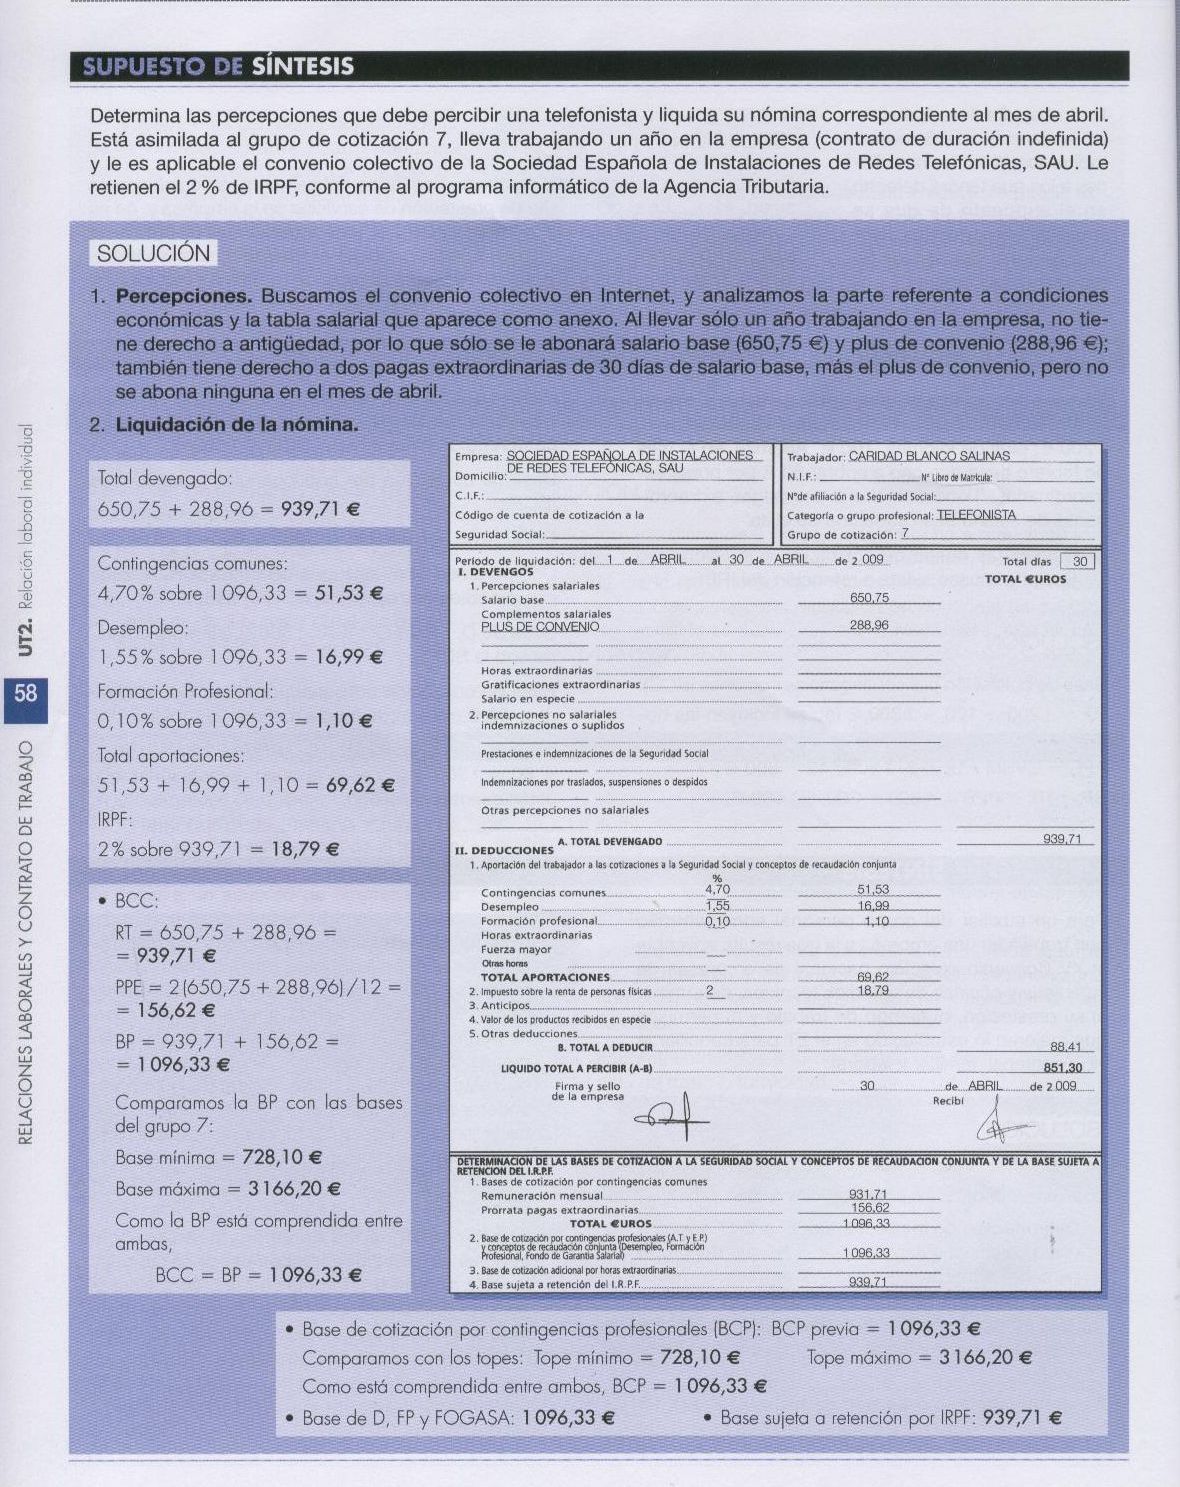 SUPUESTO DE SÍNTESIS
Determina las percepciones que debe percibir una telefonista y liquida su nómina correspondiente al mes de abril.
Está asimilada al grupo de cotización 7, lleva trabajando un año en la empresa (contrato de duración indefinida)
y le es aplicable el convenio colectivo de la Sociedad Española de Instalaciones de Redes Telefónicas, SAU. Le
retienen el 2 % de IRPF, conforme al programa informático de la Agencia Tributaria.
SOLUCIÓN
1. Percepciones. Buscamos el convenio colectivo en Internet, y analizamos la parte referente a condiciones
económicas y la tabla salarial que aparece como anexo. Al llevar sólo un año trabajando en la empresa, no tie-
ne derecho a antigüedad, por lo que sólo se le abonará salario base (650,75 €) y plus de convenio (288,96 €);
también tiene derecho a dos pagas extraordinarias de 30 días de salario base, más el plus de convenio, pero no
se abona ninguna en el mes de abril.
2. Liquidación de la nómina.
Total devengado:
650,75 + 288,96 = 939,71 €
Contingencias comunes:
4,70 % sobre 1 096,33 = 51,53 €
Desempleo:
1,55 % sobre 1 096,33 = 16,99 €
Formación Profesional:
0,10 % sobre 1 096,33 = 1,10 €
Total aportaciones:
51,53 + 16,99 + 1,10 = 69,62 €
IRPF:
2 % sobre 939,71 = 18,79 €
• BCC:
RT = 650,75 + 288,96 =
= 939,71 €
PPE = 2 (650,75 + 288,96)/12 =
= 156,62 €
BP = 939,71 + 156,62 =
= 1 096,33 €
Comparamos la BP con las bases
del grupo 7:
Base mínima = 728,10 €
Base máxima = 3 166,20 €
Como la BP está comprendida entre
ambas,
BCC = BP = 1 096,33 €
Empresa: SOCIEDAD ESPAÑOLA DE INSTALACIONES
DE REDES TELEFÓNICAS, SAU
Domicilio:
C.I.F.:
Código de cuenta de cotización a la
Seguridad Social:
Trabajador: CARIDAD BLANCO SALINAS
N.I.F.: Nº Libro de Matrícula:
Nºde afiliación a la Seguridad Social:
Categoría o grupo profesional: TELEFONISTA
Grupo de cotización: 7
Período de liquidación: del 1 de ABRIL al 30 de ABRIL de 2 009 Total días 30
I. DEVENGOS TOTAL €UROS
1. Percepciones salariales
Salario base 650,75
Complementos salariales
PLUS DE CONVENIO 288,96
Horas extraordinarias
Gratificaciones extraordinarias
Salario en especie
2. Percepciones no salariales
indemnizaciones o suplidos
Prestaciones e indemnizaciones de la Seguridad Social
Indemnizaciones por traslados, suspensiones o despidos
Otras percepciones no salariales
A. TOTAL DEVENGADO 939,71
II. DEDUCCIONES
1. Aportación del trabajador a las cotizaciones a la Seguridad Social y conceptos de recaudación conjunta
%
Contingencias comunes 4,70 51,53
Desempleo 1,55 16,99
Formación profesional 0,10 1,10
Horas extraordinarias
Fuerza mayor
Otras horas
TOTAL APORTACIONES 69,62
2. Impuesto sobre la renta de personas físicas 2 18,79
3. Anticipos
4. Valor de los productos recibidos en especie
5. Otras deducciones
B. TOTAL A DEDUCIR 88,41
LIQUIDO TOTAL A PERCIBIR (A-B) 851,30
Firma y sello
de la empresa
30 de ABRIL de 2 009
Recibí
DETERMINACION DE LAS BASES DE COTIZACION A LA SEGURIDAD SOCIAL Y CONCEPTOS DE RECAUDACION CONJUNTA Y DE LA BASE SUJETA A
RETENCION DEL I.R.P.F.
1. Bases de cotización por contingencias comunes
Remuneración mensual 931,71
Prorrata pagas extraordinarias 156,62
TOTAL €UROS 1 096,33
2. Base de cotización por contingencias profesionales (A.T. y E.P.)
y conceptos de recaudación conjunta (Desempleo, Formación
Profesional, Fondo de Garantía Salarial) 1 096,33
3. Base de cotización adicional por horas extraordinarias
4. Base sujeta a retención del I.R.P.F. 939,71
• Base de cotización por contingencias profesionales (BCP): BCP previa = 1 096,33 €
Comparamos con los topes: Tope mínimo = 728,10 € Tope máximo = 3 166,20 €
Como está comprendida entre ambos, BCP = 1 096,33 €
• Base de D, FP y FOGASA: 1 096,33 € • Base sujeta a retención por IRPF: 939,71 €
UT2. Relación laboral individual
58
RELACIONES LABORALES Y CONTRATO DE TRABAJO